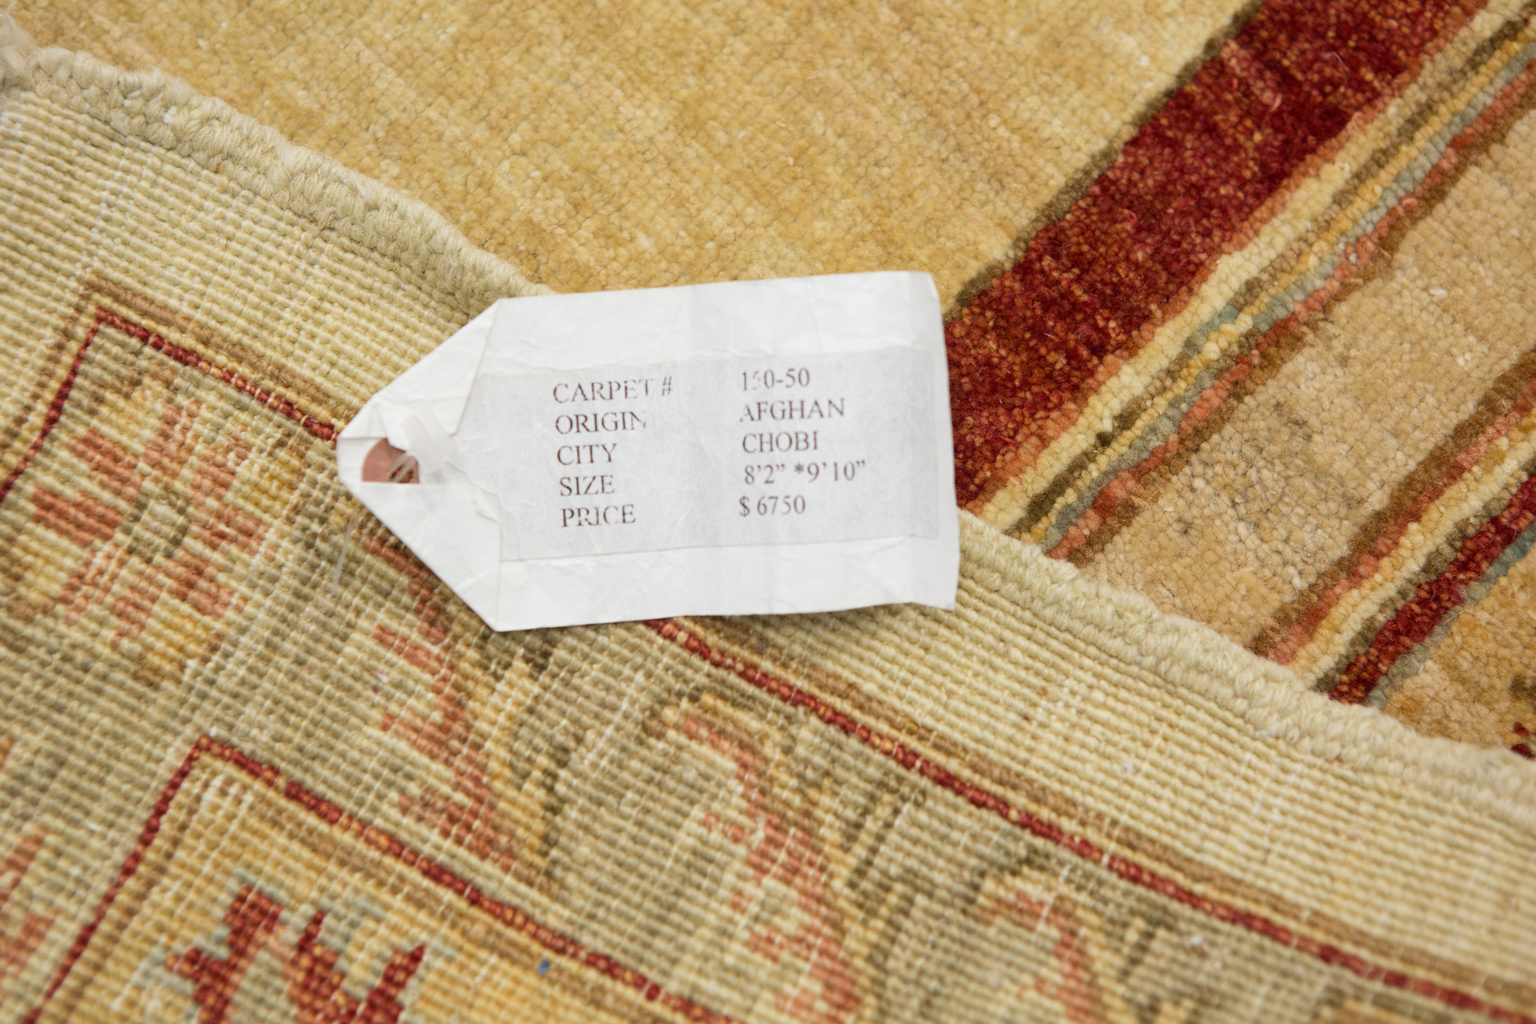 CARPET #
ORIGIN AFGHAN
CITY CHOBI
SIZE 8'2” *9’10”
PRICE $ 6750